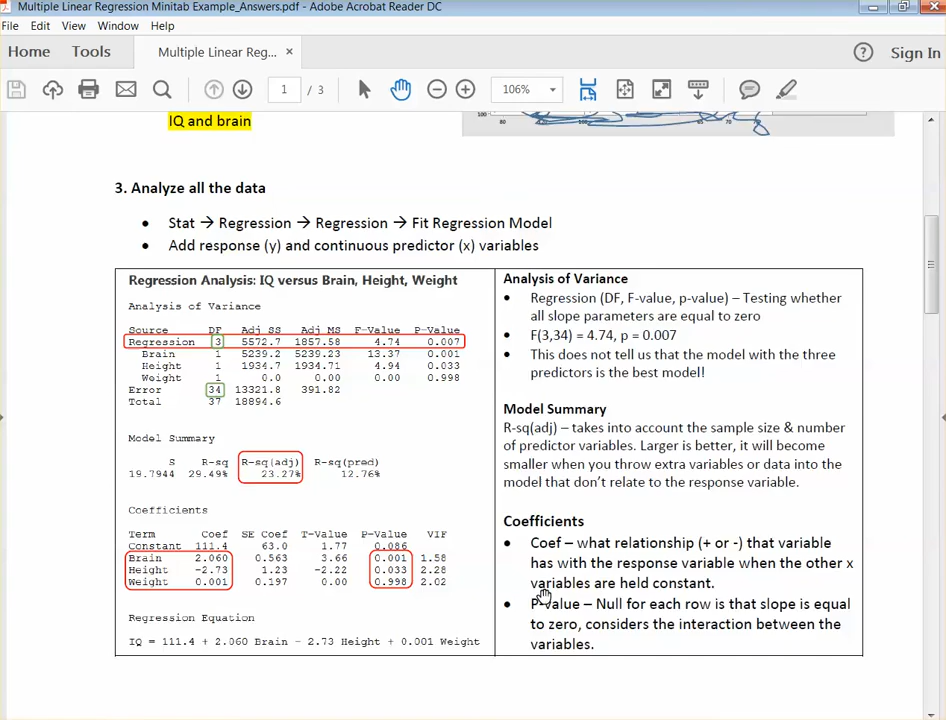 Multiple Linear Regression Minitab Example_Answers.pdf - Adobe Acrobat Reader DC
File Edit View Window Help
Home Tools Multiple Linear Reg... × ? Sign In
1 / 3 106%
IQ and brain
100 80 100 65 70
3. Analyze all the data
• Stat → Regression → Regression → Fit Regression Model
• Add response (y) and continuous predictor (x) variables
Regression Analysis: IQ versus Brain, Height, Weight
Analysis of Variance
Source DF Adj SS Adj MS F-Value P-Value
Regression 3 5572.7 1857.58 4.74 0.007
Brain 1 5239.2 5239.23 13.37 0.001
Height 1 1934.7 1934.71 4.94 0.033
Weight 1 0.0 0.00 0.00 0.998
Error 34 13321.8 391.82
Total 37 18894.6
Model Summary
S R-sq R-sq(adj) R-sq(pred)
19.7944 29.49% 23.27% 12.76%
Coefficients
Term Coef SE Coef T-Value P-Value VIF
Constant 111.4 63.0 1.77 0.086
Brain 2.060 0.563 3.66 0.001 1.58
Height -2.73 1.23 -2.22 0.033 2.28
Weight 0.001 0.197 0.00 0.998 2.02
Regression Equation
IQ = 111.4 + 2.060 Brain - 2.73 Height + 0.001 Weight
Analysis of Variance
• Regression (DF, F-value, p-value) – Testing whether
all slope parameters are equal to zero
• F(3,34) = 4.74, p = 0.007
• This does not tell us that the model with the three
predictors is the best model!
Model Summary
R-sq(adj) – takes into account the sample size & number
of predictor variables. Larger is better, it will become
smaller when you throw extra variables or data into the
model that don't relate to the response variable.
Coefficients
• Coef – what relationship (+ or -) that variable
has with the response variable when the other x
variables are held constant.
• P-value – Null for each row is that slope is equal
to zero, considers the interaction between the
variables.